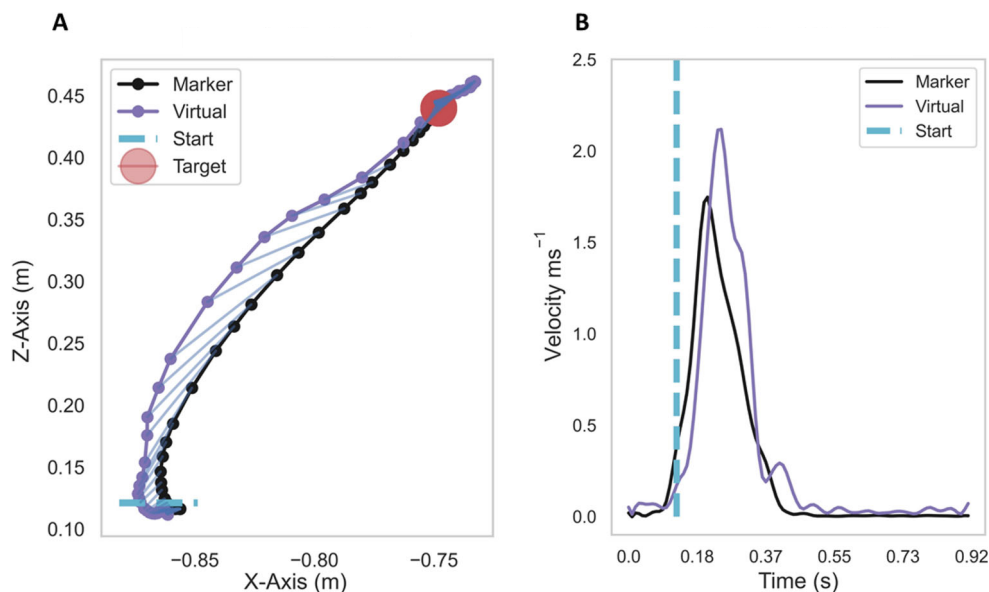 A
Marker
Virtual
Start
Target
0.45
0.40
0.35
0.30
0.25
0.20
0.15
0.10
Z-Axis (m)
−0.85
−0.80
−0.75
X-Axis (m)
B
Marker
Virtual
Start
2.5
2.0
1.5
1.0
0.5
0.0
Velocity ms⁻¹
0.0
0.18
0.37
0.55
0.73
0.92
Time (s)